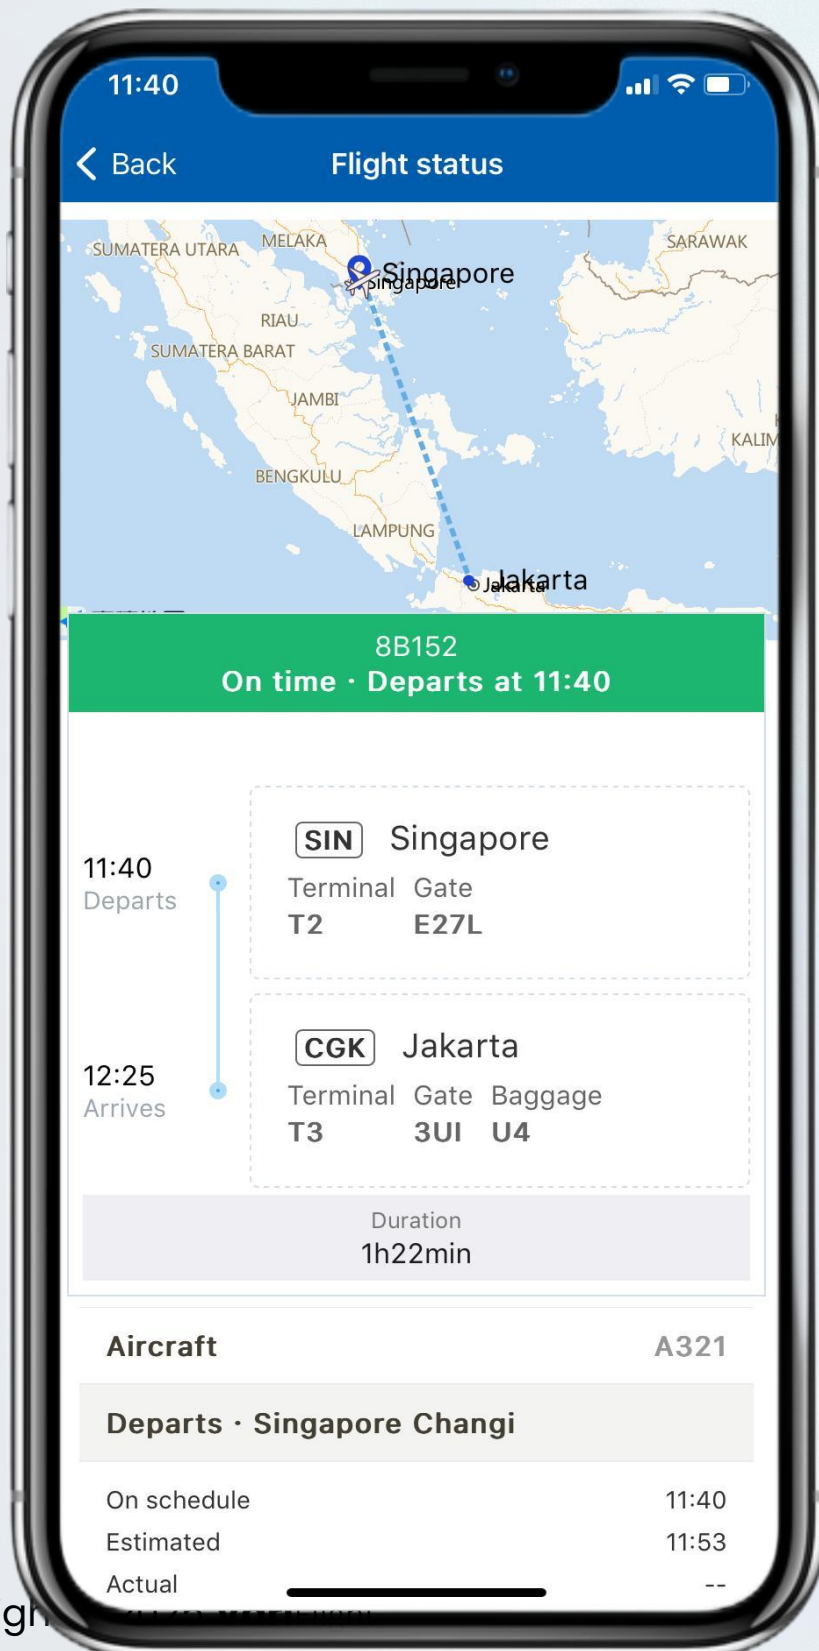 11:40
Back Flight status
SUMATERA UTARA MELAKA SARAWAK
Singapore
Singapore
RIAU
SUMATERA BARAT
JAMBI
KALIM
BENGKULU
LAMPUNG
Jakarta
Jakarta
8B152
On time · Departs at 11:40
SIN Singapore
11:40
Departs
Terminal Gate
T2 E27L
CGK Jakarta
12:25
Arrives
Terminal Gate Baggage
T3 3UI U4
Duration
1h22min
Aircraft A321
Departs · Singapore Changi
On schedule 11:40
Estimated 11:53
Actual --